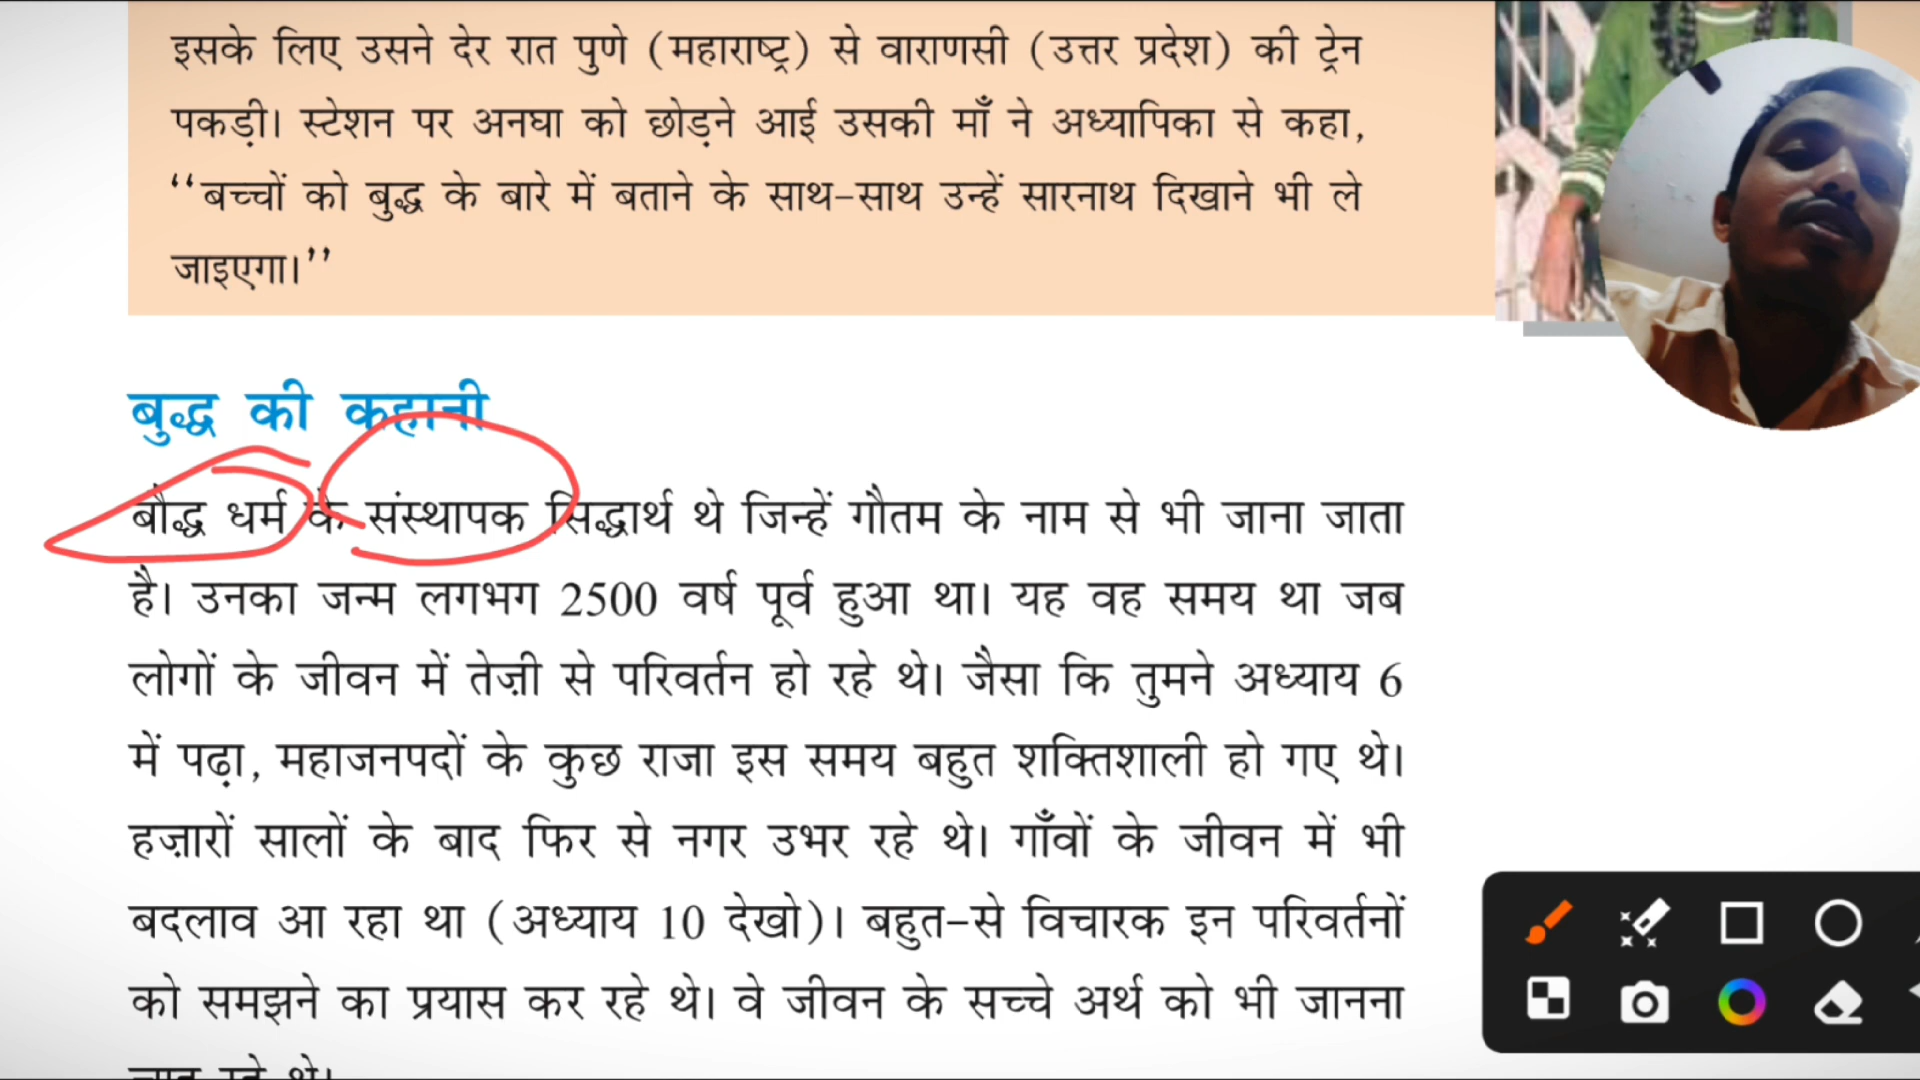 इसके लिए उसने देर रात पुणे (महाराष्ट्र) से वाराणसी (उत्तर प्रदेश) की ट्रेन
पकड़ी। स्टेशन पर अनघा को छोड़ने आई उसकी माँ ने अध्यापिका से कहा,
‘‘बच्चों को बुद्ध के बारे में बताने के साथ-साथ उन्हें सारनाथ दिखाने भी ले
जाइएगा।’’
बुद्ध की कहानी
बौद्ध धर्म के संस्थापक सिद्धार्थ थे जिन्हें गौतम के नाम से भी जाना जाता
है। उनका जन्म लगभग 2500 वर्ष पूर्व हुआ था। यह वह समय था जब
लोगों के जीवन में तेज़ी से परिवर्तन हो रहे थे। जैसा कि तुमने अध्याय 6
में पढ़ा, महाजनपदों के कुछ राजा इस समय बहुत शक्तिशाली हो गए थे।
हज़ारों सालों के बाद फिर से नगर उभर रहे थे। गाँवों के जीवन में भी
बदलाव आ रहा था (अध्याय 10 देखो)। बहुत-से विचारक इन परिवर्तनों
को समझने का प्रयास कर रहे थे। वे जीवन के सच्चे अर्थ को भी जानना
रहे थे।